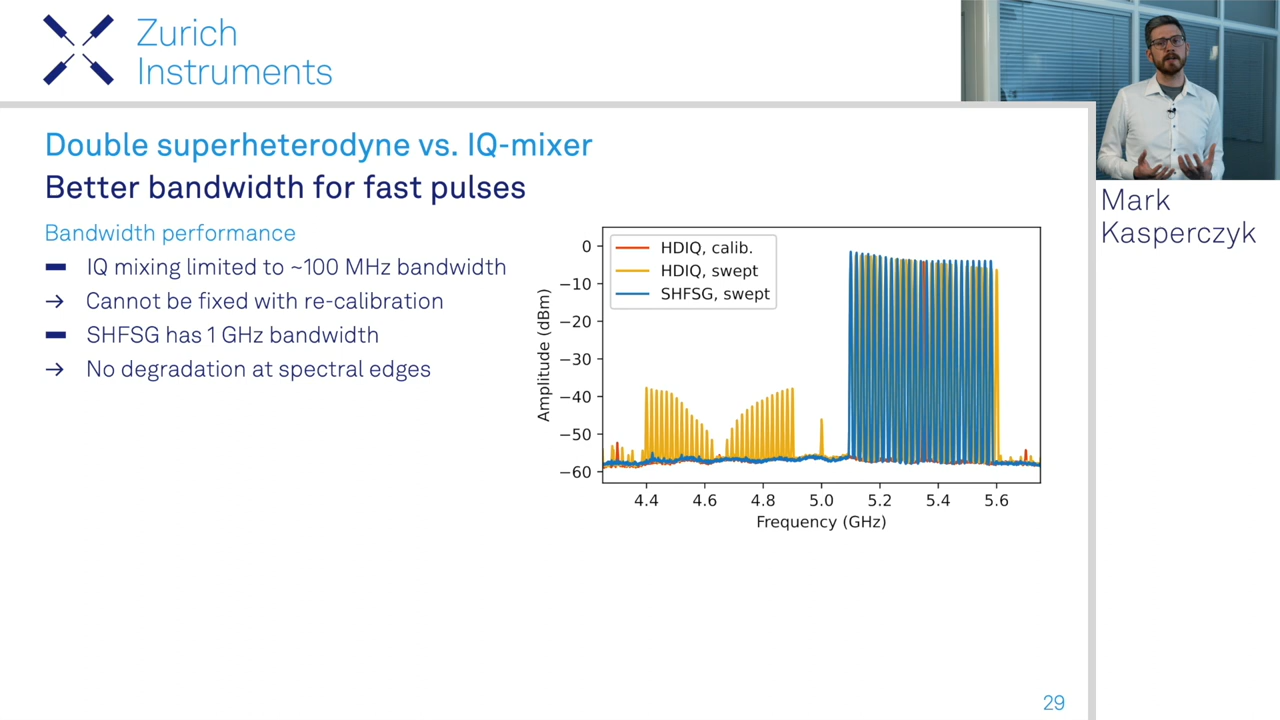 Zurich
Instruments
Double superheterodyne vs. IQ-mixer
Better bandwidth for fast pulses
Bandwidth performance
IQ mixing limited to ~100 MHz bandwidth
→ Cannot be fixed with re-calibration
SHFSG has 1 GHz bandwidth
→ No degradation at spectral edges
HDIQ, calib.
HDIQ, swept
SHFSG, swept
Amplitude (dBm)
0
−10
−20
−30
−40
−50
−60
4.4 4.6 4.8 5.0 5.2 5.4 5.6
Frequency (GHz)
Mark
Kasperczyk
29